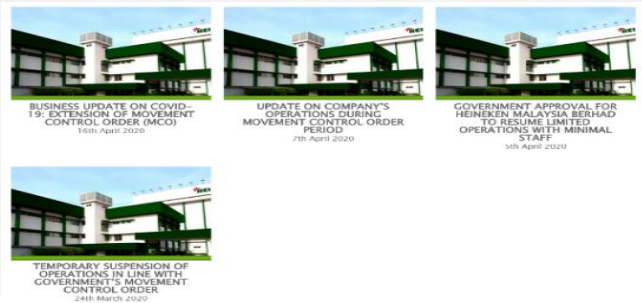 BUSINESS UPDATE ON COVID-
19: EXTENSION OF MOVEMENT
CONTROL ORDER (MCO)
16th April 2020
UPDATE ON COMPANY'S
OPERATIONS DURING
MOVEMENT CONTROL ORDER
PERIOD
7th April 2020
GOVERNMENT APPROVAL FOR
HEINEKEN MALAYSIA BERHAD
TO RESUME LIMITED
OPERATIONS WITH MINIMAL
STAFF
5th April 2020
TEMPORARY SUSPENSION OF
OPERATIONS IN LINE WITH
GOVERNMENT'S MOVEMENT
CONTROL ORDER
24th March 2020